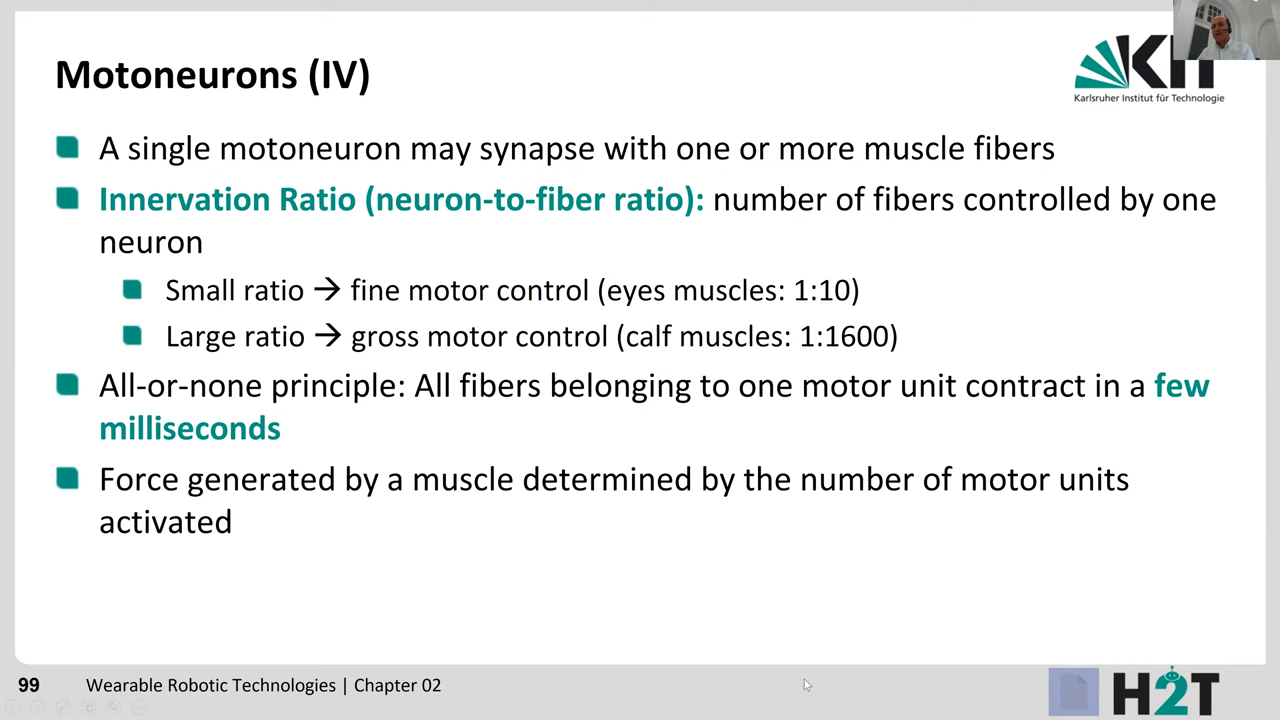 Motoneurons (IV)
KIT
Karlsruher Institut für Technologie
A single motoneuron may synapse with one or more muscle fibers
Innervation Ratio (neuron-to-fiber ratio): number of fibers controlled by one
neuron
Small ratio → fine motor control (eyes muscles: 1:10)
Large ratio → gross motor control (calf muscles: 1:1600)
All-or-none principle: All fibers belonging to one motor unit contract in a few
milliseconds
Force generated by a muscle determined by the number of motor units
activated
99 Wearable Robotic Technologies | Chapter 02
H2T